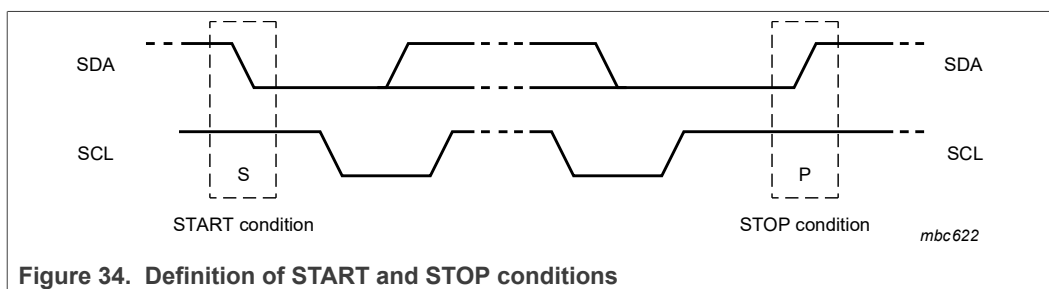 SDA SDA
SCL SCL
S P
START condition STOP condition
mbc622
Figure 34. Definition of START and STOP conditions